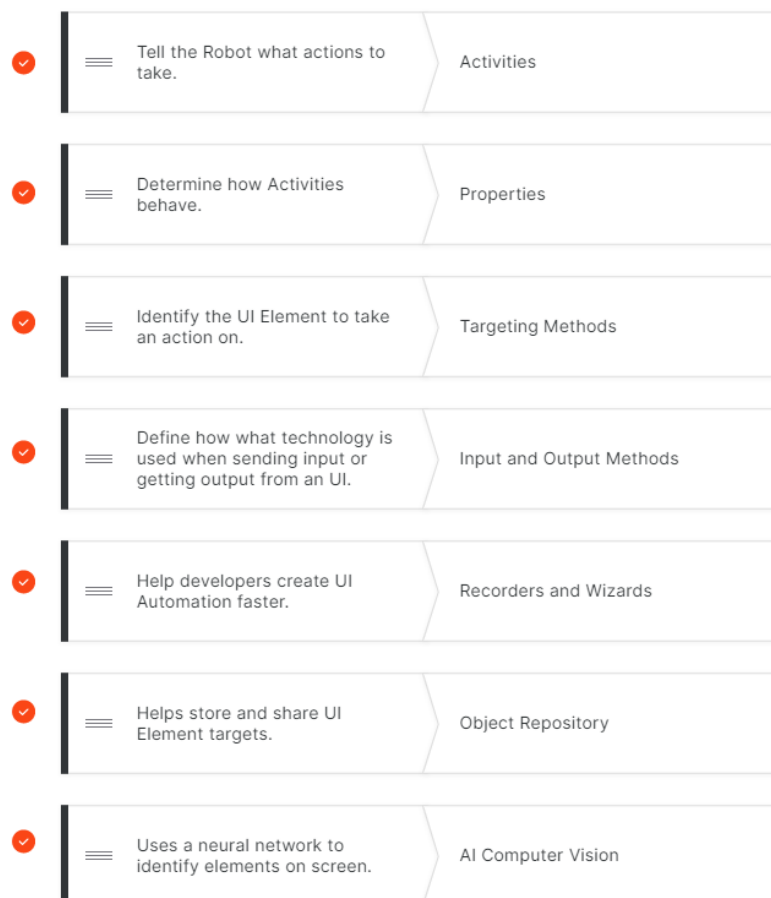 Tell the Robot what actions to
take.
Activities
Determine how Activities
behave.
Properties
Identify the UI Element to take
an action on.
Targeting Methods
Define how what technology is
used when sending input or
getting output from an UI.
Input and Output Methods
Help developers create UI
Automation faster.
Recorders and Wizards
Helps store and share UI
Element targets.
Object Repository
Uses a neural network to
identify elements on screen.
AI Computer Vision